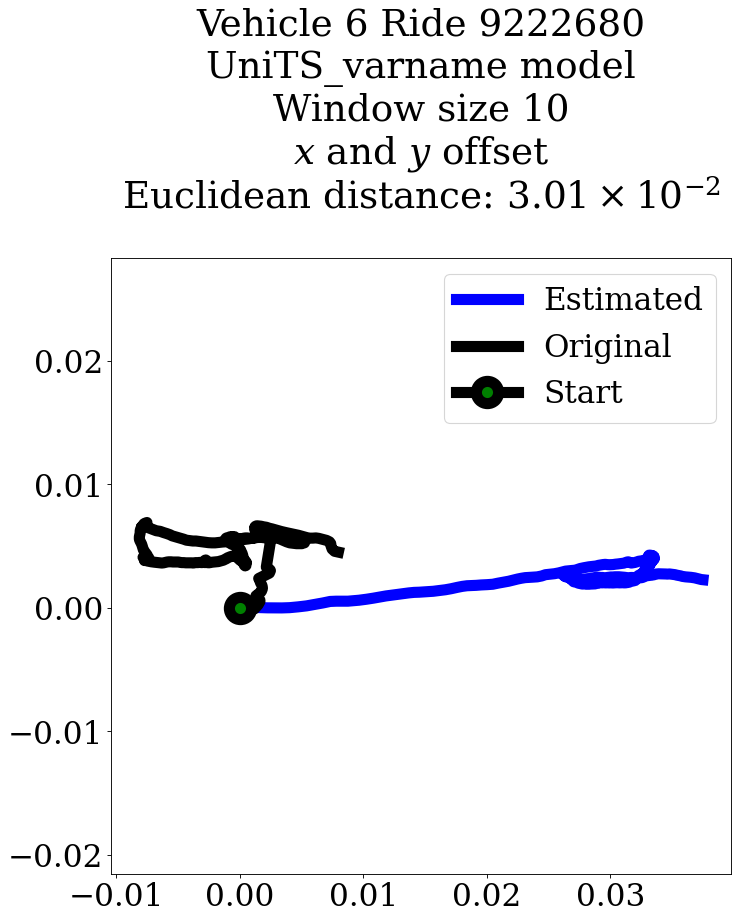 Vehicle 6 Ride 9222680
UniTS_varname model
Window size 10
x and y offset
Euclidean distance: 3.01 × 10⁻²
Estimated
Original
Start
0.02
0.01
0.00
−0.01
−0.02
−0.01 0.00 0.01 0.02 0.03